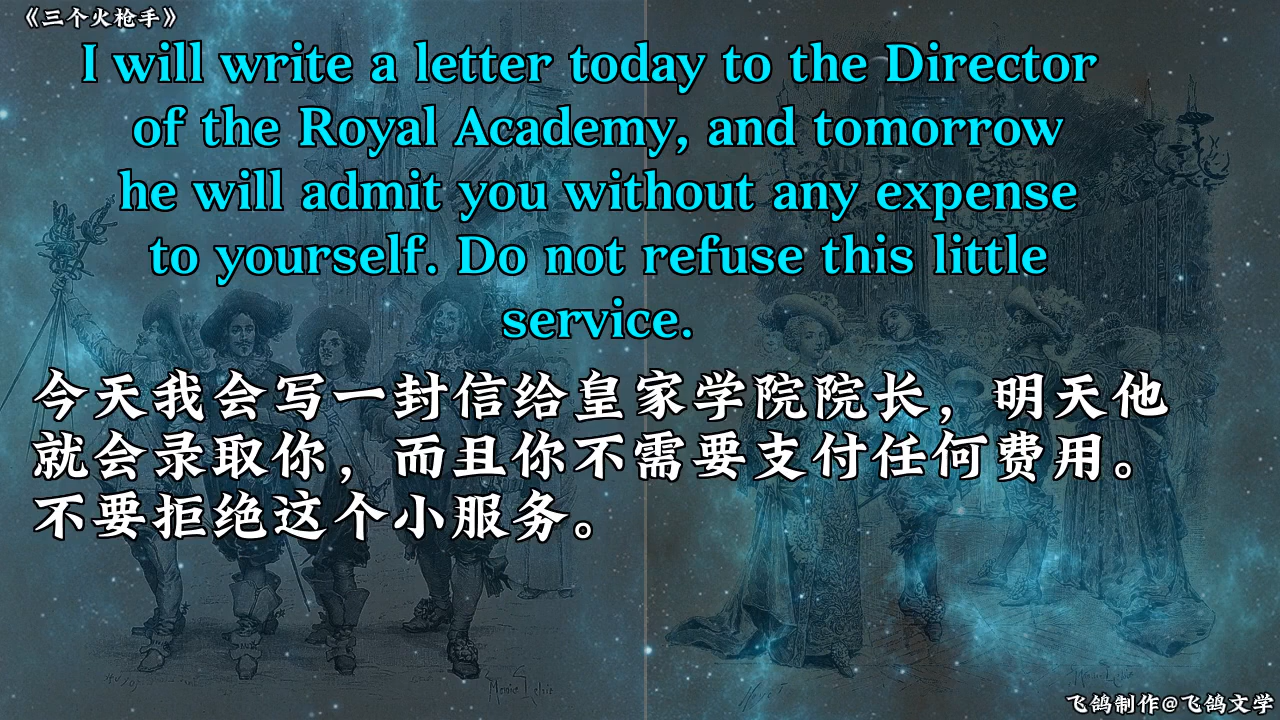 《三个火枪手》
I will write a letter today to the Director
of the Royal Academy, and tomorrow
he will admit you without any expense
to yourself. Do not refuse this little
service.
今天我会写一封信给皇家学院院长，明天他
就会录取你，而且你不需要支付任何费用。
不要拒绝这个小服务。
飞鸽制作@飞鸽文学